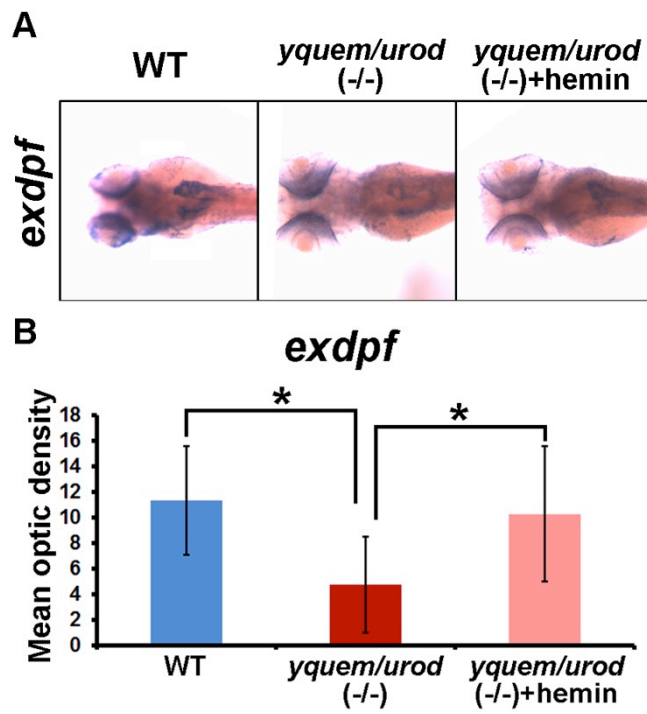 A
WT
yquem/urod
(-/-)
yquem/urod
(-/-)+hemin
exdpf
B
exdpf
*
*
Mean optic density
18
16
14
12
10
8
6
4
2
0
WT
yquem/urod
(-/-)
yquem/urod
(-/-)+hemin